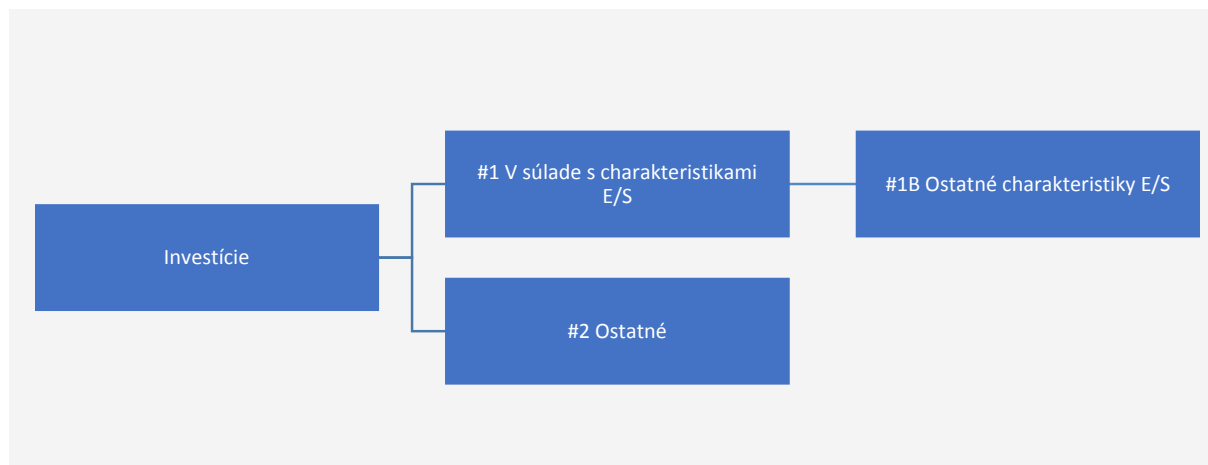 Investície
#1 V súlade s charakteristikami
E/S
#1B Ostatné charakteristiky E/S
#2 Ostatné